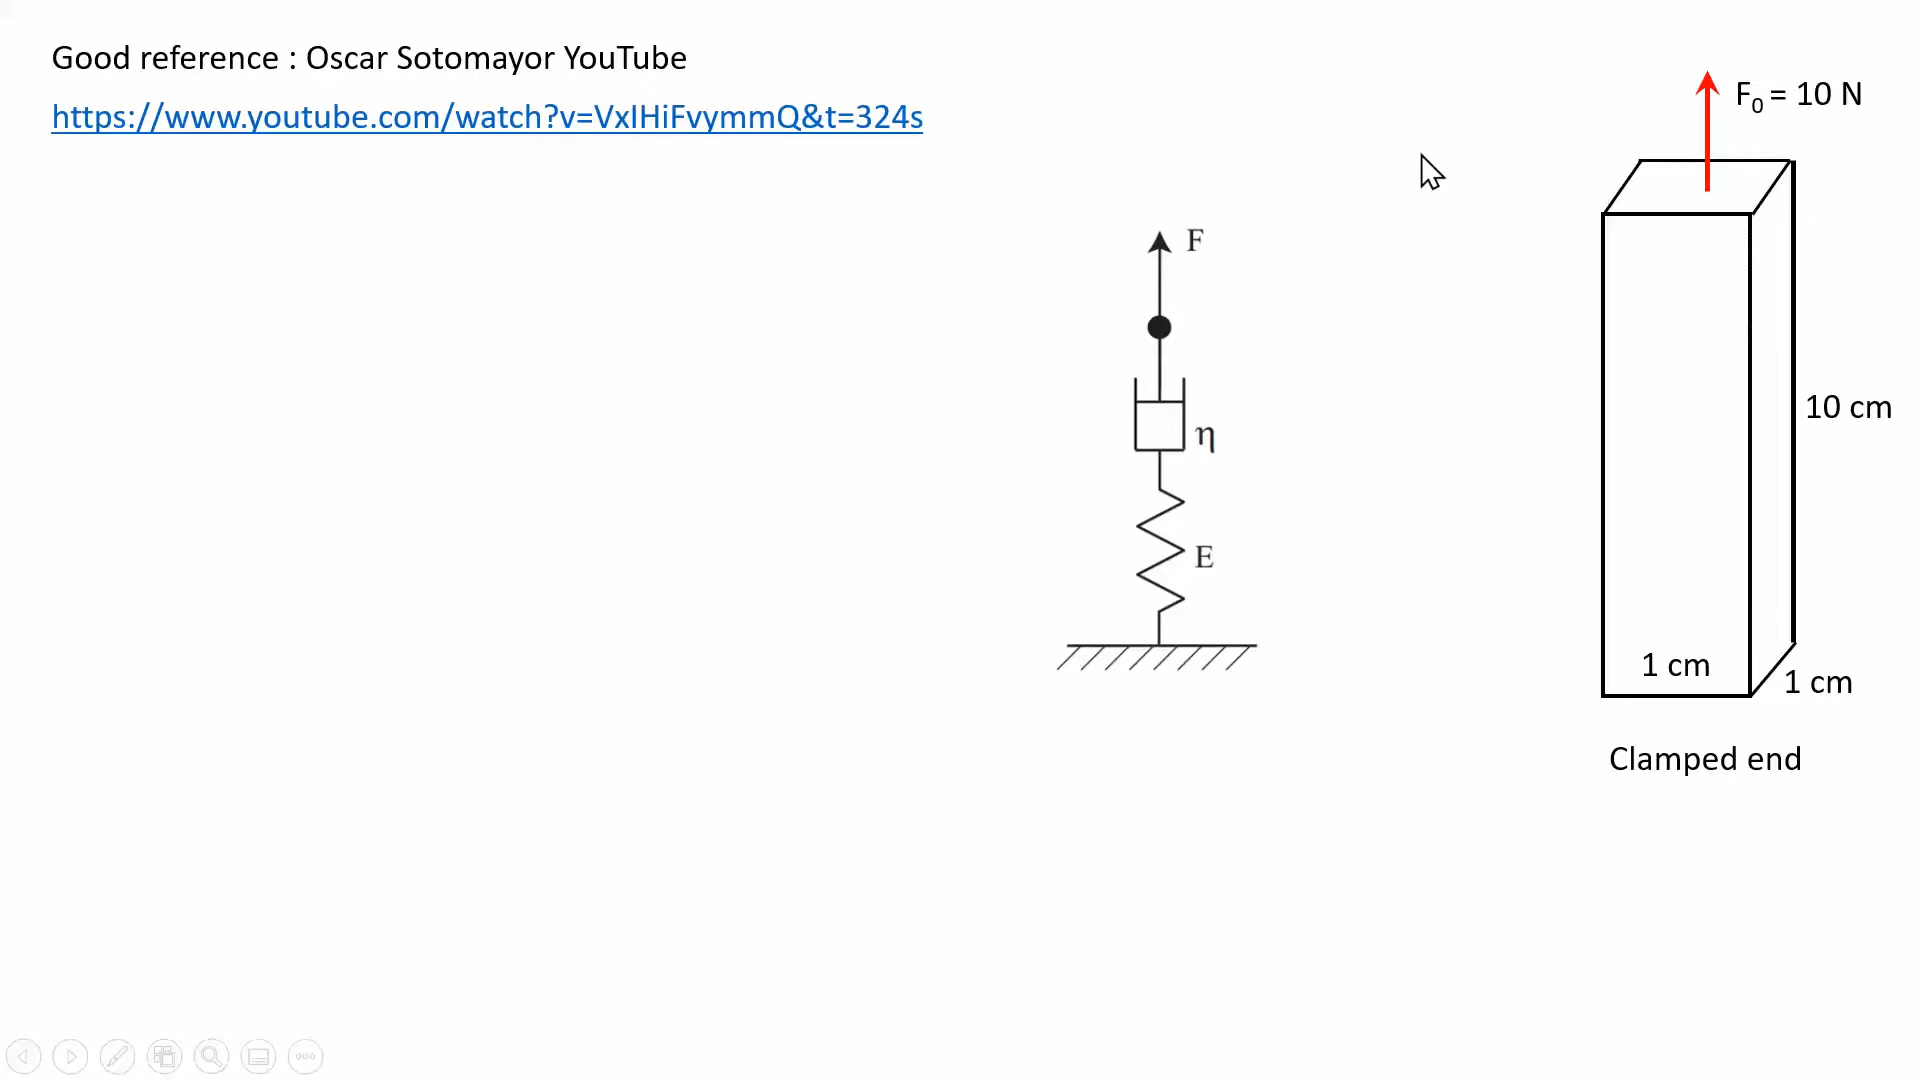 Good reference : Oscar Sotomayor YouTube
https://www.youtube.com/watch?v=VxIHiFvymmQ&t=324s
F₀ = 10 N
F
η
E
10 cm
1 cm
1 cm
Clamped end